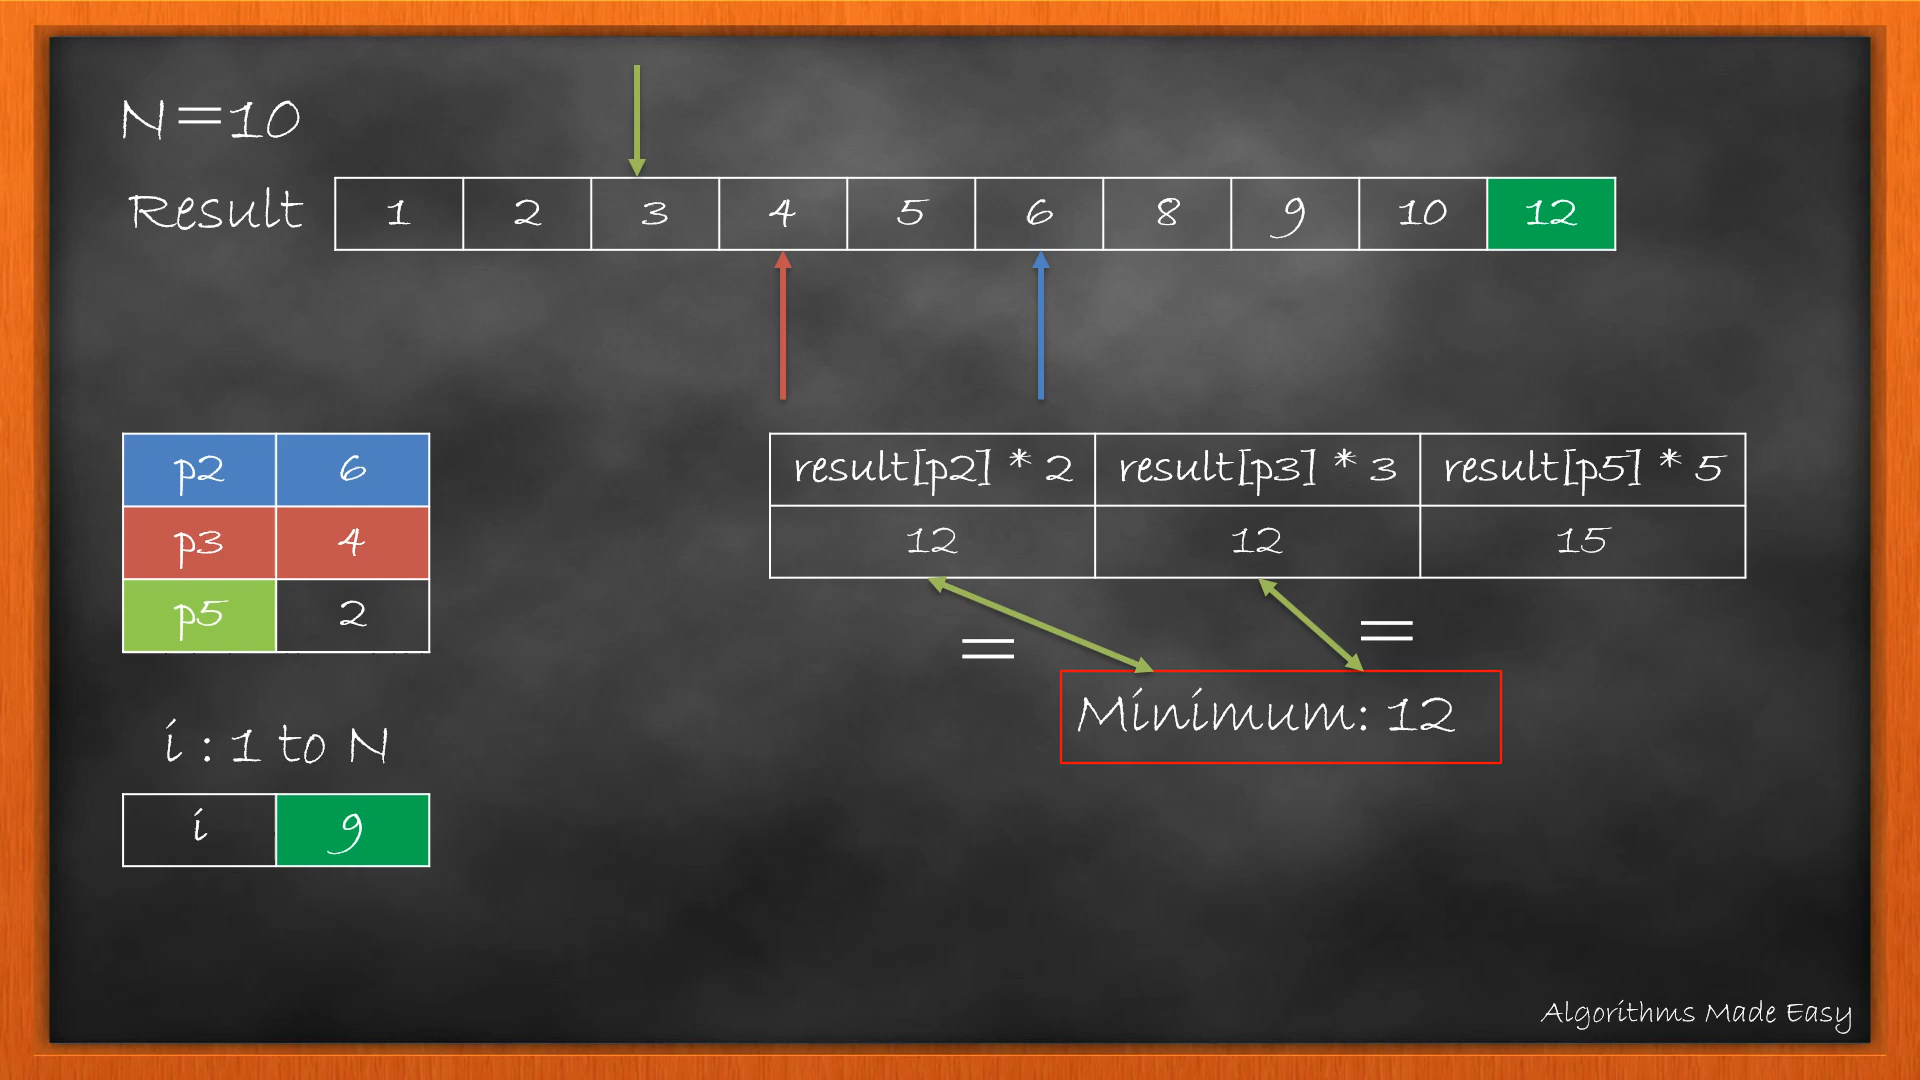 N=10
Result 1 2 3 4 5 6 8 9 10 12
p2 6
p3 4
p5 2
result[p2] * 2 result[p3] * 3 result[p5] * 5
12 12 15
= =
Minimum: 12
i : 1 to N
i 9
Algorithms Made Easy